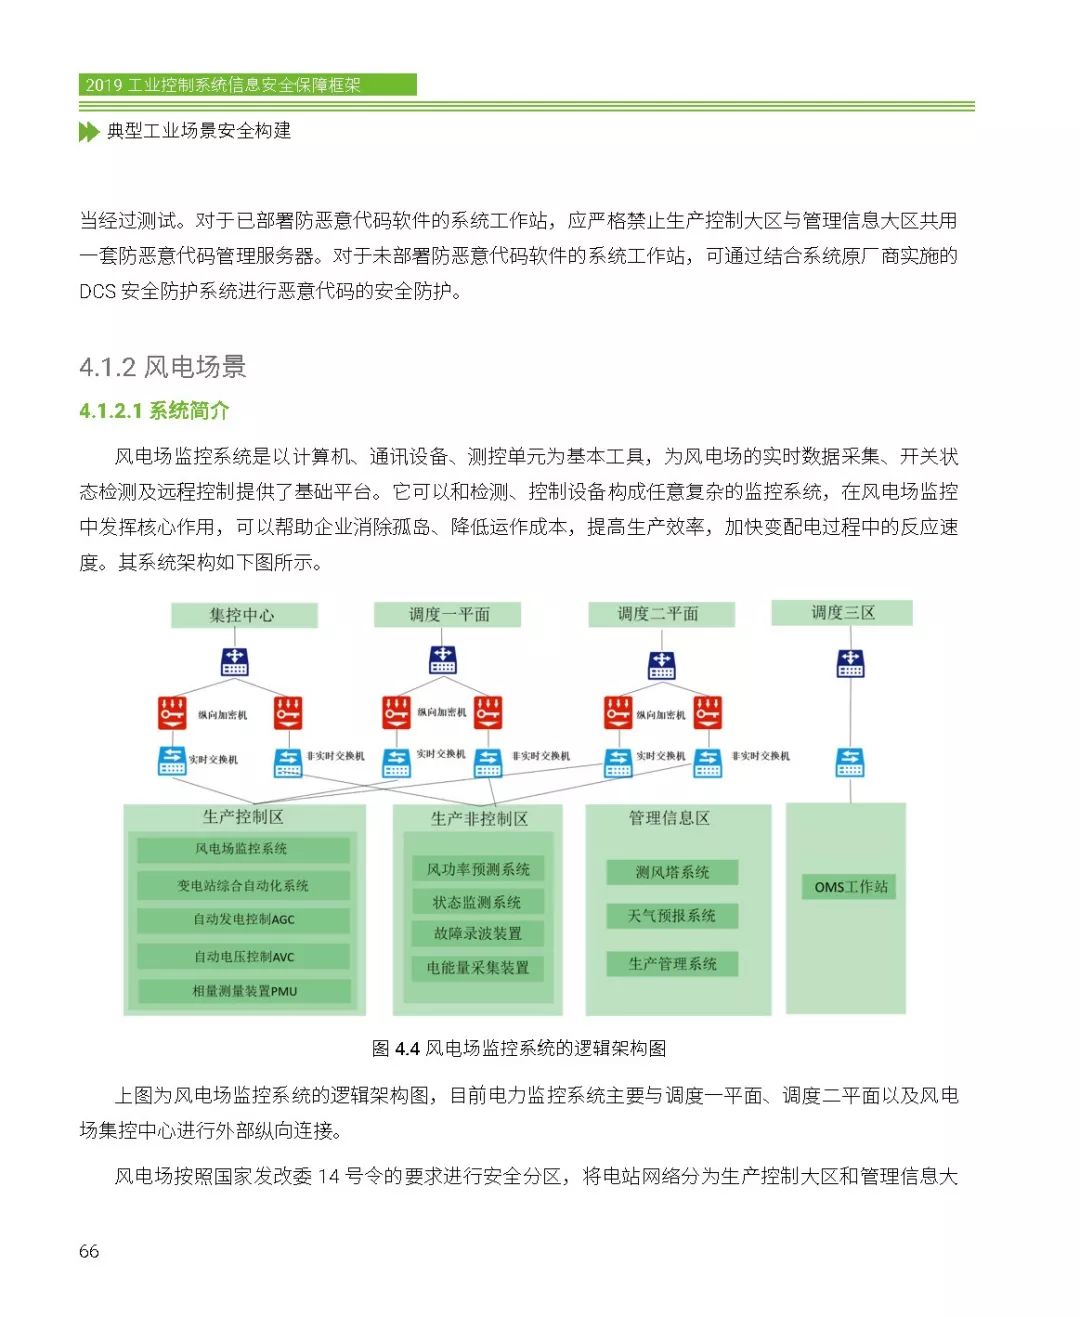 2019 工业控制系统信息安全保障框架
典型工业场景安全构建
当经过测试。对于已部署防恶意代码软件的系统工作站，应严格禁止生产控制大区与管理信息大区共用
一套防恶意代码管理服务器。对于未部署防恶意代码软件的系统工作站，可通过结合系统原厂商实施的
DCS 安全防护系统进行恶意代码的安全防护。
4.1.2 风电场景
4.1.2.1 系统简介
风电场监控系统是以计算机、通讯设备、测控单元为基本工具，为风电场的实时数据采集、开关状
态检测及远程控制提供了基础平台。它可以和检测、控制设备构成任意复杂的监控系统，在风电场监控
中发挥核心作用，可以帮助企业消除孤岛、降低运作成本，提高生产效率，加快变配电过程中的反应速
度。其系统架构如下图所示。
集控中心
调度一平面
调度二平面
调度三区
纵向加密机
纵向加密机
纵向加密机
实时交换机
非实时交换机
实时交换机
非实时交换机
实时交换机
非实时交换机
生产控制区
风电场监控系统
变电站综合自动化系统
自动发电控制AGC
自动电压控制AVC
相量测量装置PMU
生产非控制区
风功率预测系统
状态监测系统
故障录波装置
电能量采集装置
管理信息区
测风塔系统
天气预报系统
生产管理系统
OMS工作站
图 4.4 风电场监控系统的逻辑架构图
上图为风电场监控系统的逻辑架构图，目前电力监控系统主要与调度一平面、调度二平面以及风电
场集控中心进行外部纵向连接。
风电场按照国家发改委 14 号令的要求进行安全分区，将电站网络分为生产控制大区和管理信息大
66